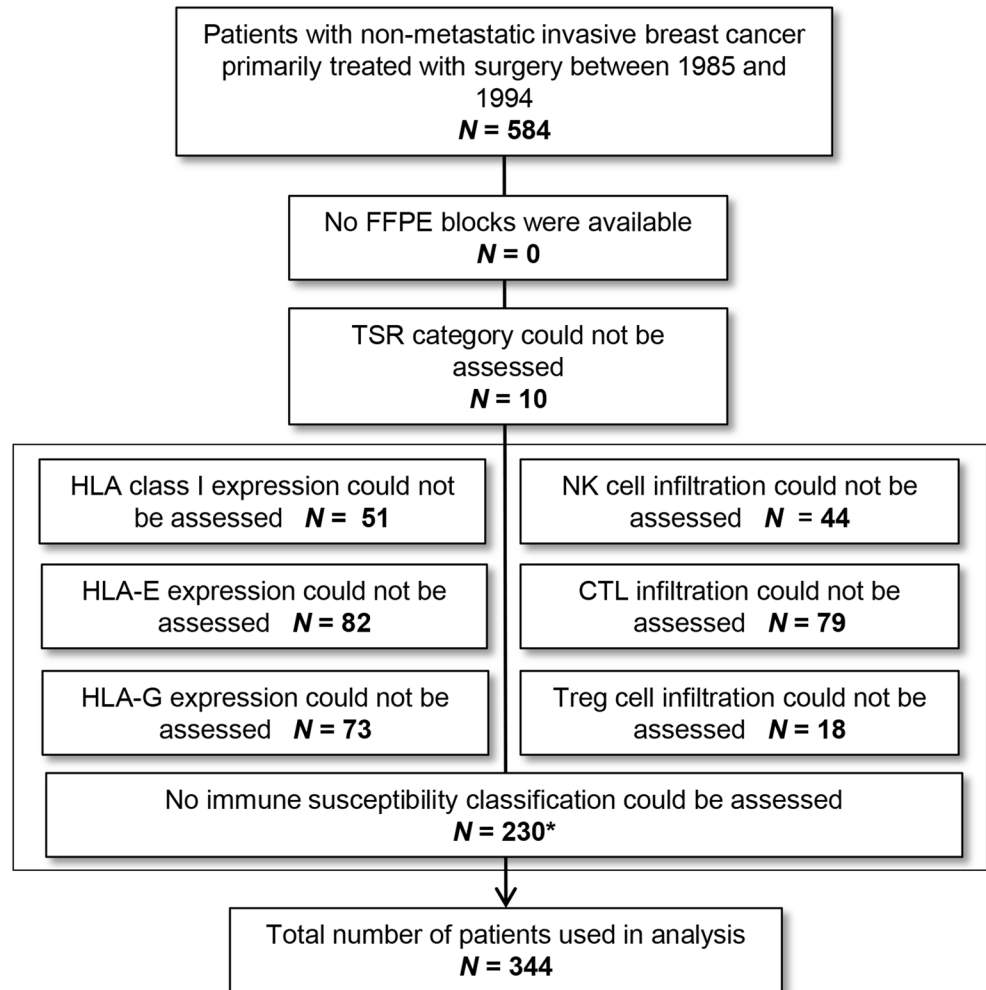 Patients with non-metastatic invasive breast cancer
primarily treated with surgery between 1985 and
1994
N = 584
No FFPE blocks were available
N = 0
TSR category could not be
assessed
N = 10
HLA class I expression could not
be assessed N = 51
NK cell infiltration could not be
assessed N = 44
HLA-E expression could not be
assessed N = 82
CTL infiltration could not be
assessed N = 79
HLA-G expression could not be
assessed N = 73
Treg cell infiltration could not be
assessed N = 18
No immune susceptibility classification could be assessed
N = 230*
Total number of patients used in analysis
N = 344